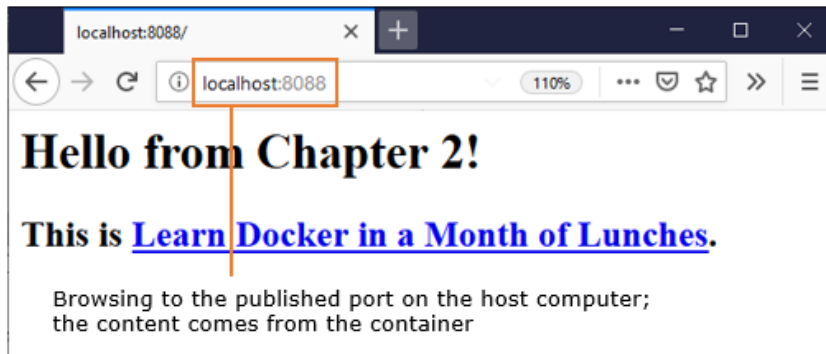 localhost:8088/
localhost:8088
110%
Hello from Chapter 2!
This is Learn Docker in a Month of Lunches.
Browsing to the published port on the host computer;
the content comes from the container